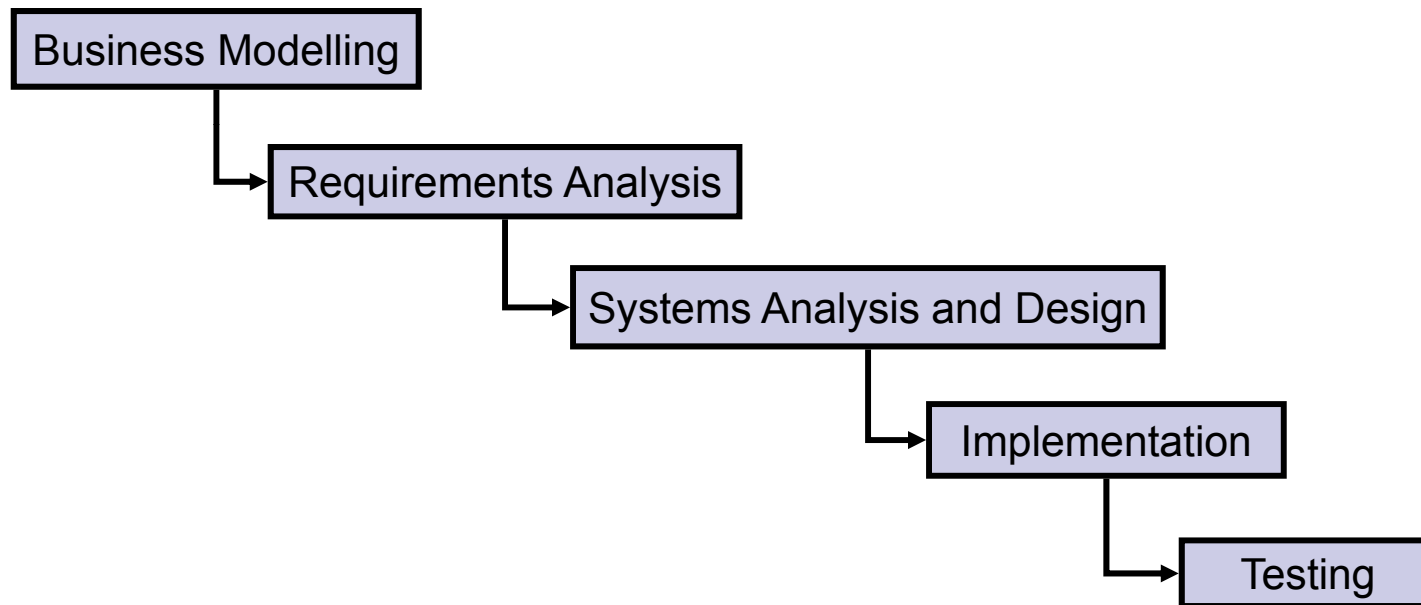 Business Modelling
Requirements Analysis
Systems Analysis and Design
Implementation
Testing